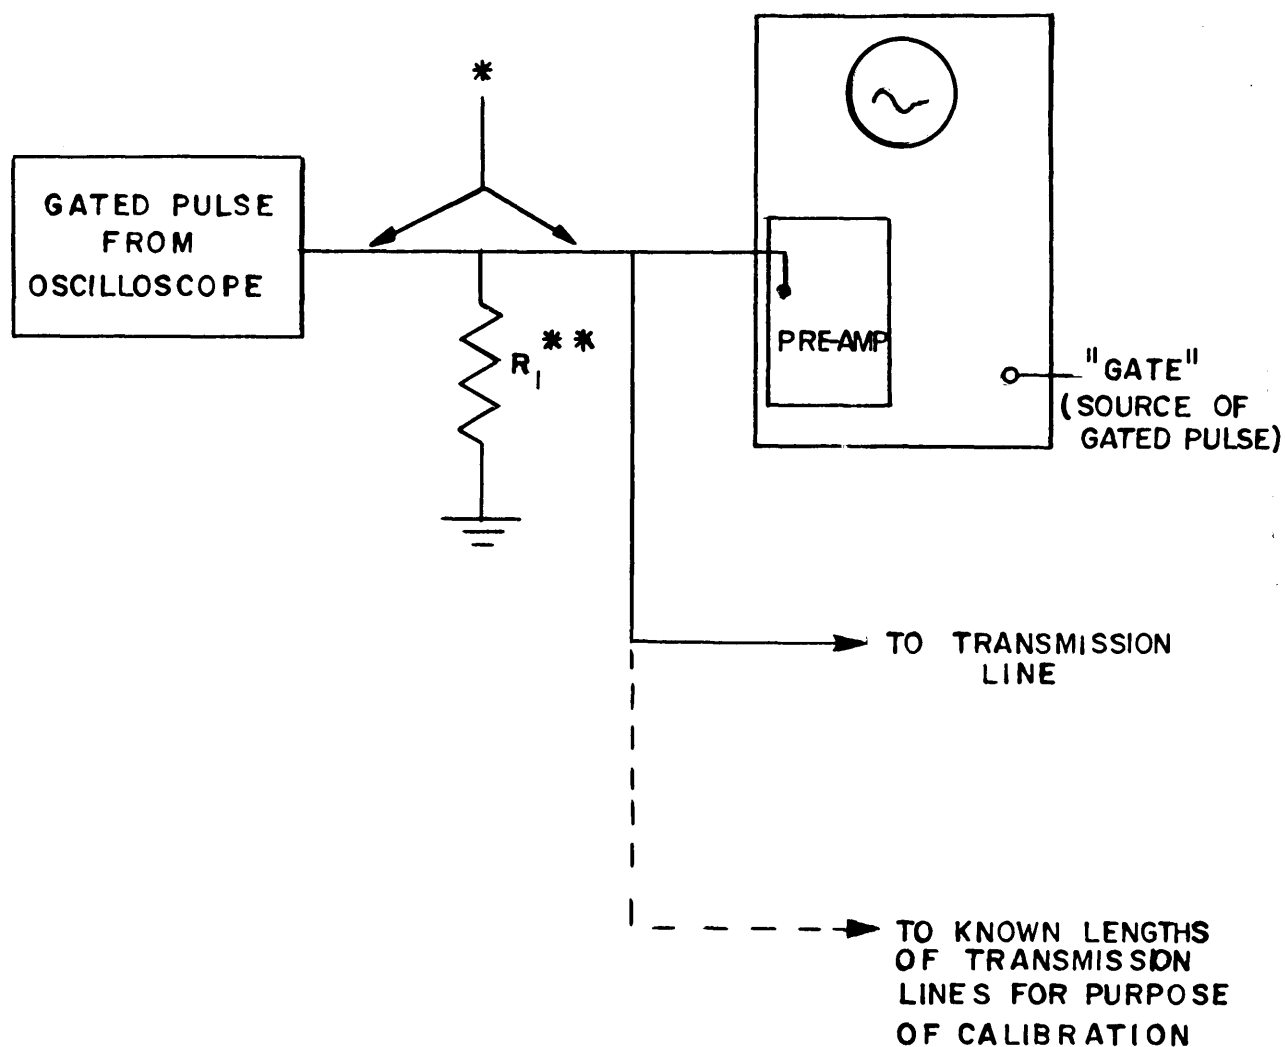 *
GATED PULSE
FROM
OSCILLOSCOPE
R1 **
PRE-AMP
"GATE"
(SOURCE OF
GATED PULSE)
TO TRANSMISSION
LINE
TO KNOWN LENGTHS
OF TRANSMISSION
LINES FOR PURPOSE
OF CALIBRATION